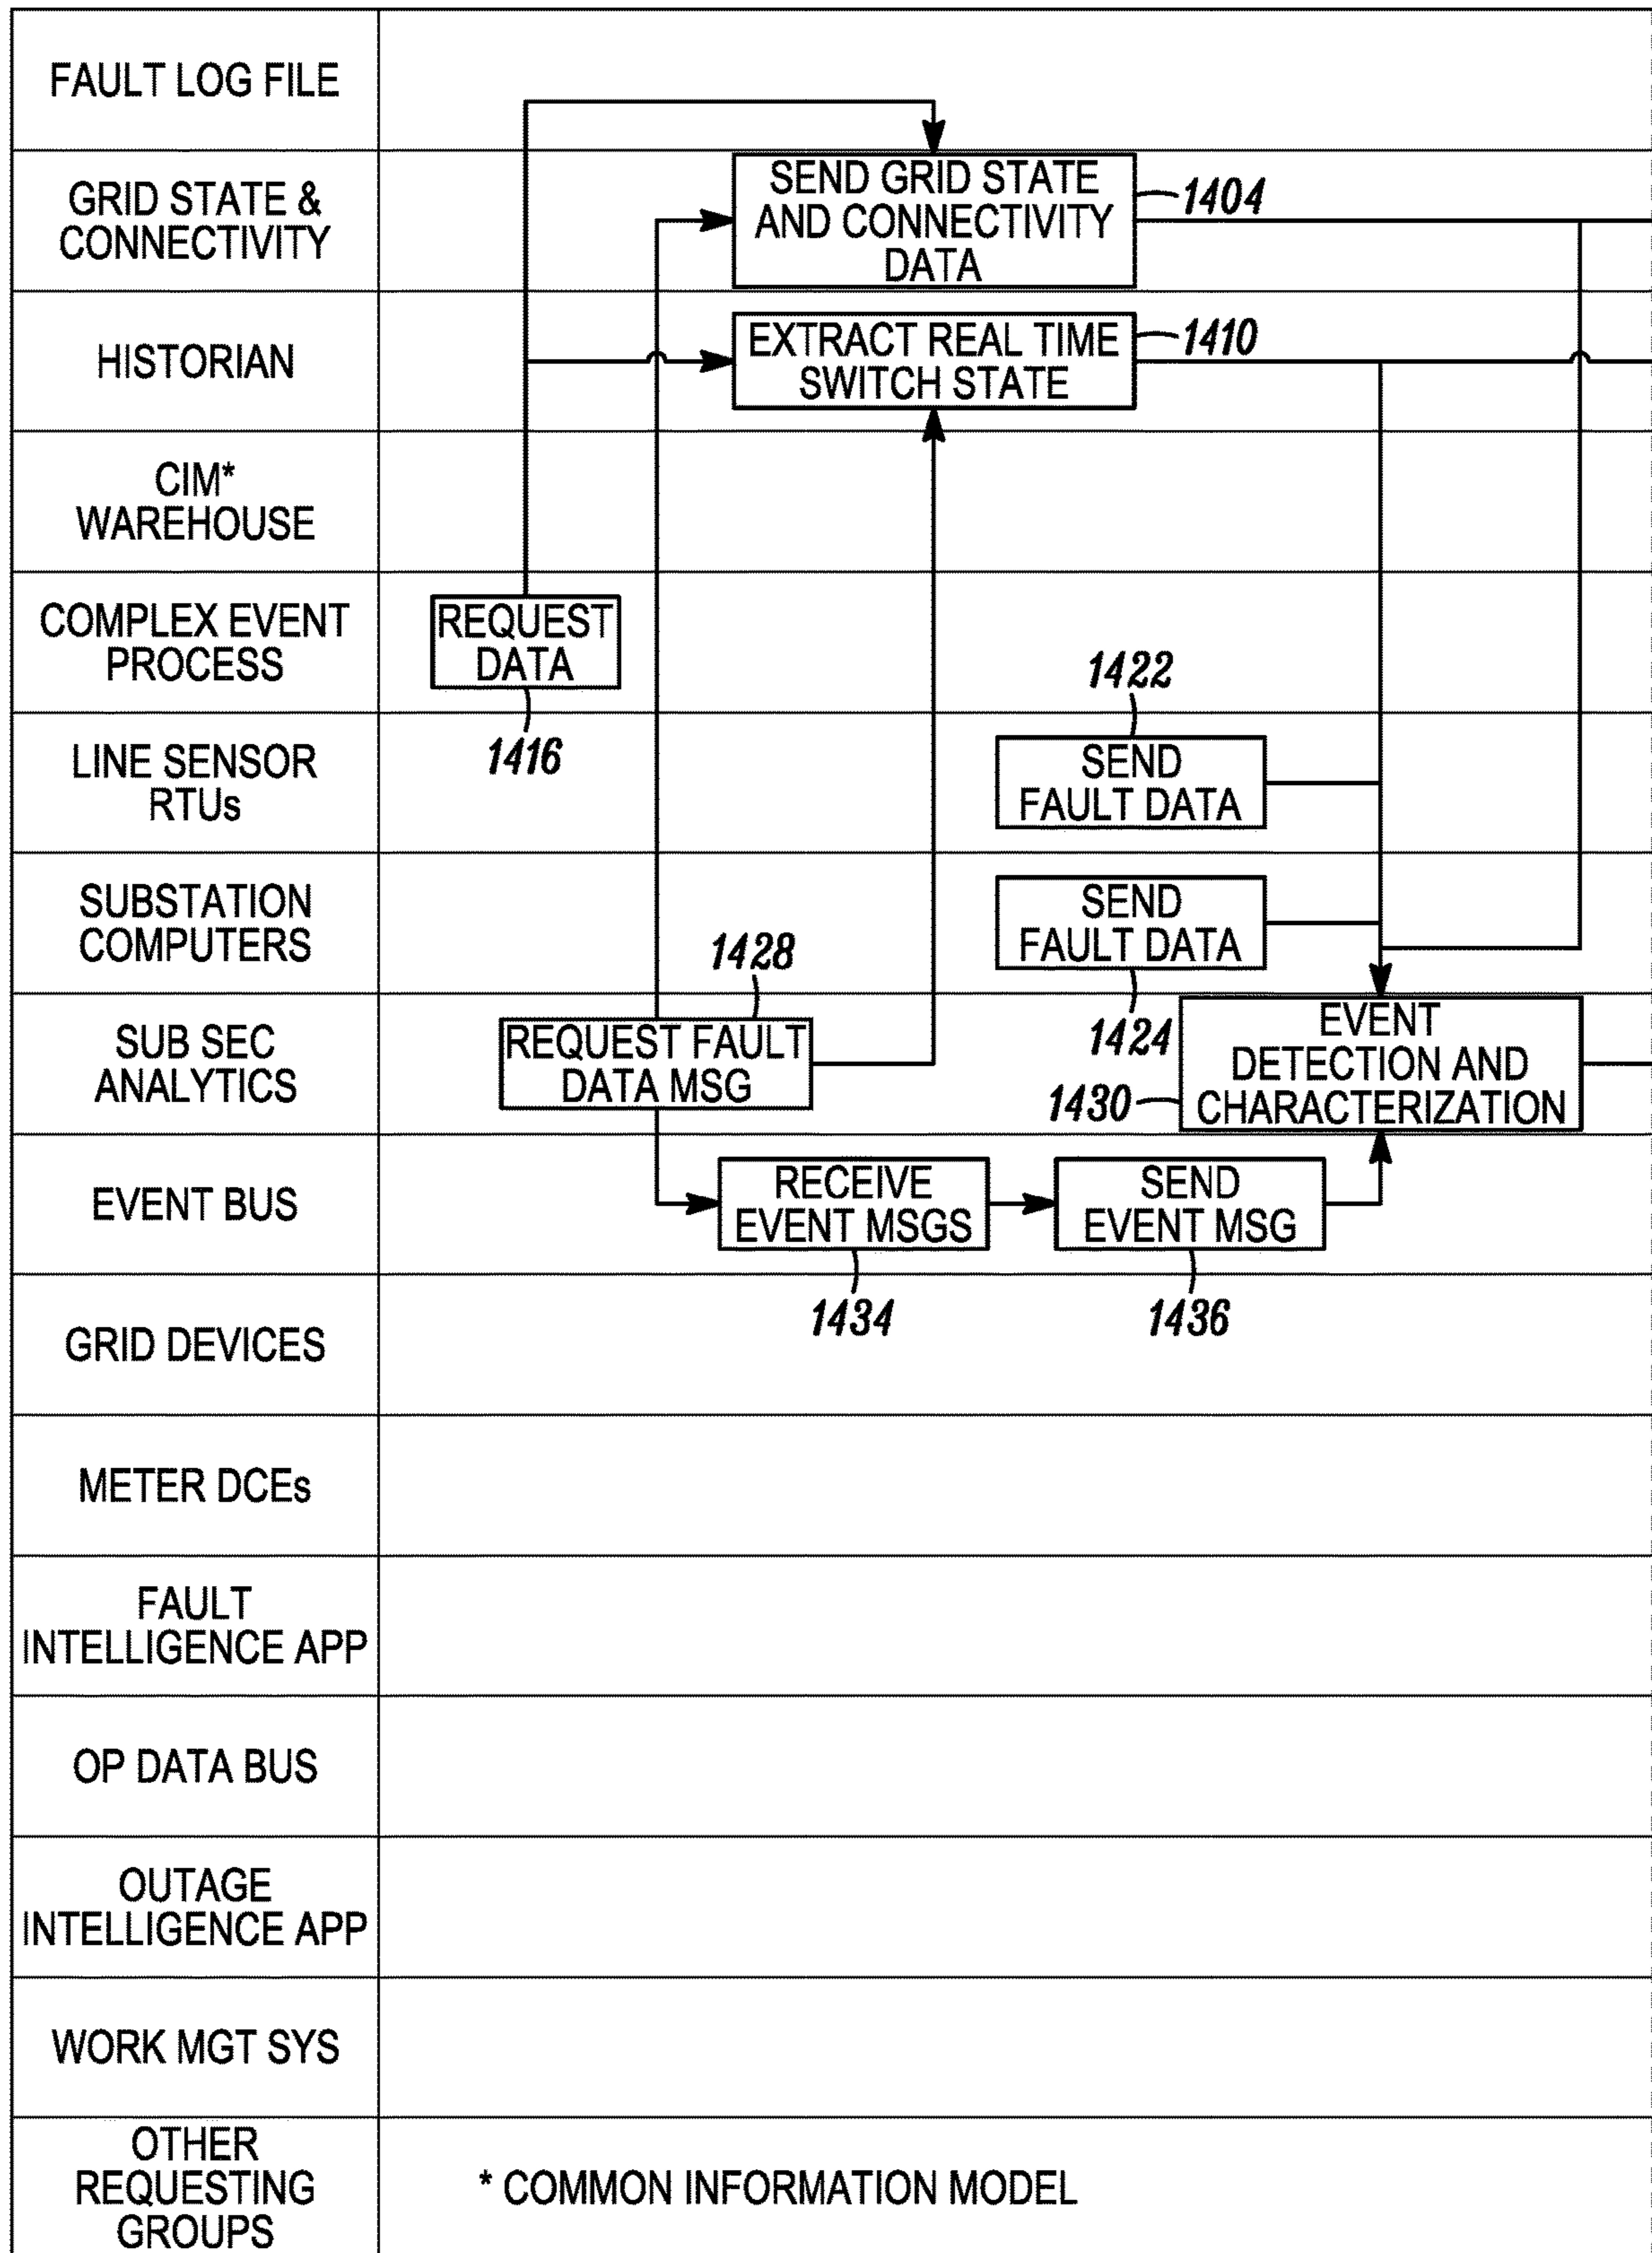 FAULT LOG FILE
GRID STATE &
CONNECTIVITY
SEND GRID STATE
AND CONNECTIVITY
DATA
1404
HISTORIAN
EXTRACT REAL TIME
SWITCH STATE
1410
CIM*
WAREHOUSE
COMPLEX EVENT
PROCESS
REQUEST
DATA
1416
LINE SENSOR
RTUs
1422
SEND
FAULT DATA
SUBSTATION
COMPUTERS
SEND
FAULT DATA
1424
SUB SEC
ANALYTICS
1428
REQUEST FAULT
DATA MSG
EVENT
DETECTION AND
CHARACTERIZATION
1430
EVENT BUS
RECEIVE
EVENT MSGS
1434
SEND
EVENT MSG
1436
GRID DEVICES
METER DCEs
FAULT
INTELLIGENCE APP
OP DATA BUS
OUTAGE
INTELLIGENCE APP
WORK MGT SYS
OTHER
REQUESTING
GROUPS
* COMMON INFORMATION MODEL